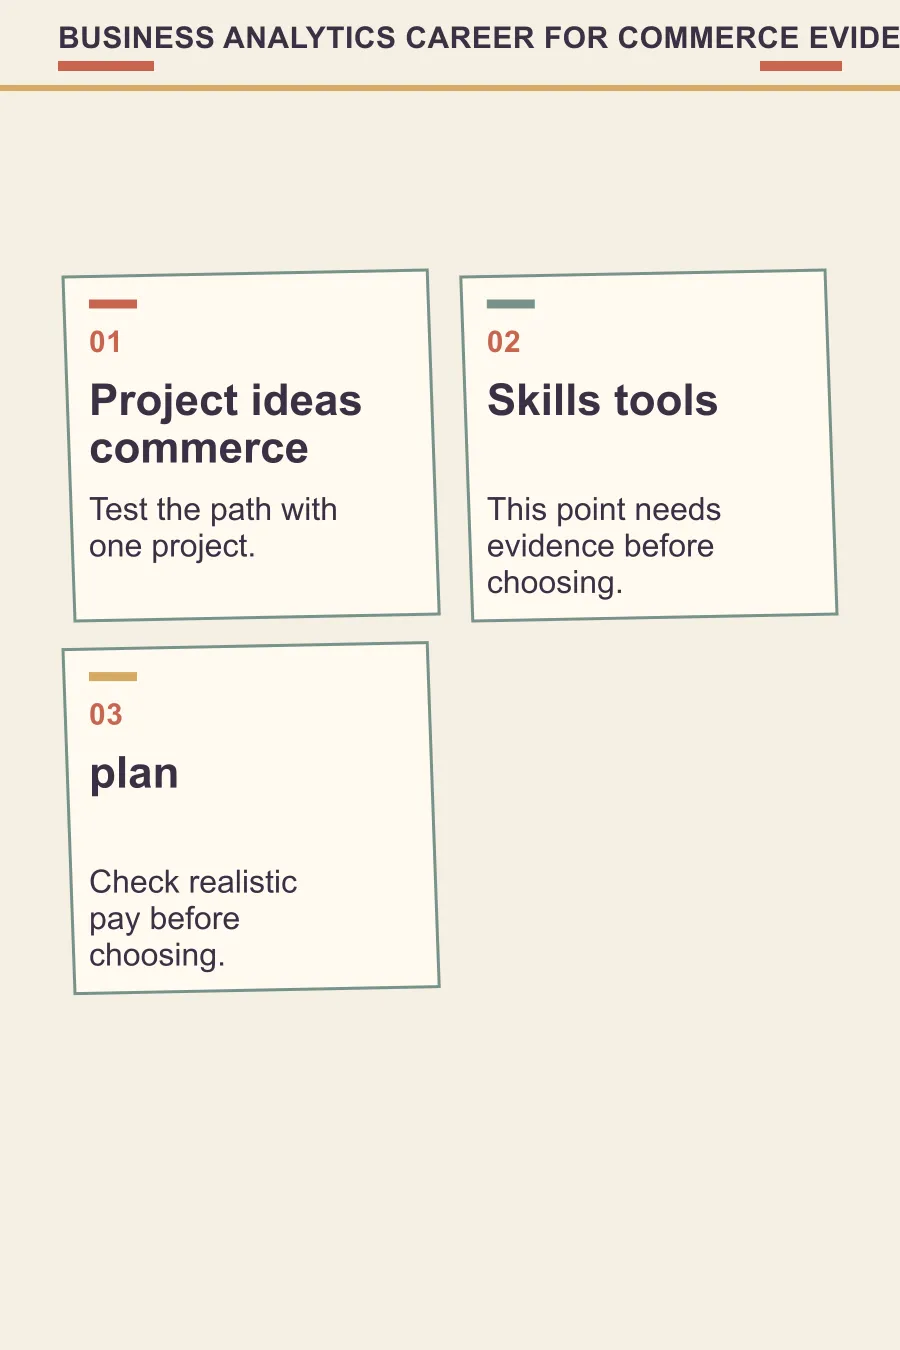 BUSINESS ANALYTICS CAREER FOR COMMERCE EVIDE
01
Project ideas
commerce
Test the path with
one project.
02
Skills tools
This point needs
evidence before
choosing.
03
plan
Check realistic
pay before
choosing.